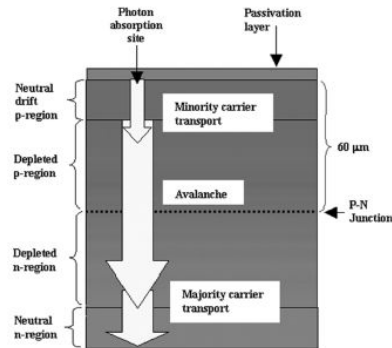 Photon
absorption
site
Passivation
layer
Neutral
drift
p-region
Minority carrier
transport
60 µm
Depleted
p-region
Avalanche
P-N
Junction
Depleted
n-region
Majority carrier
transport
Neutral
n-region